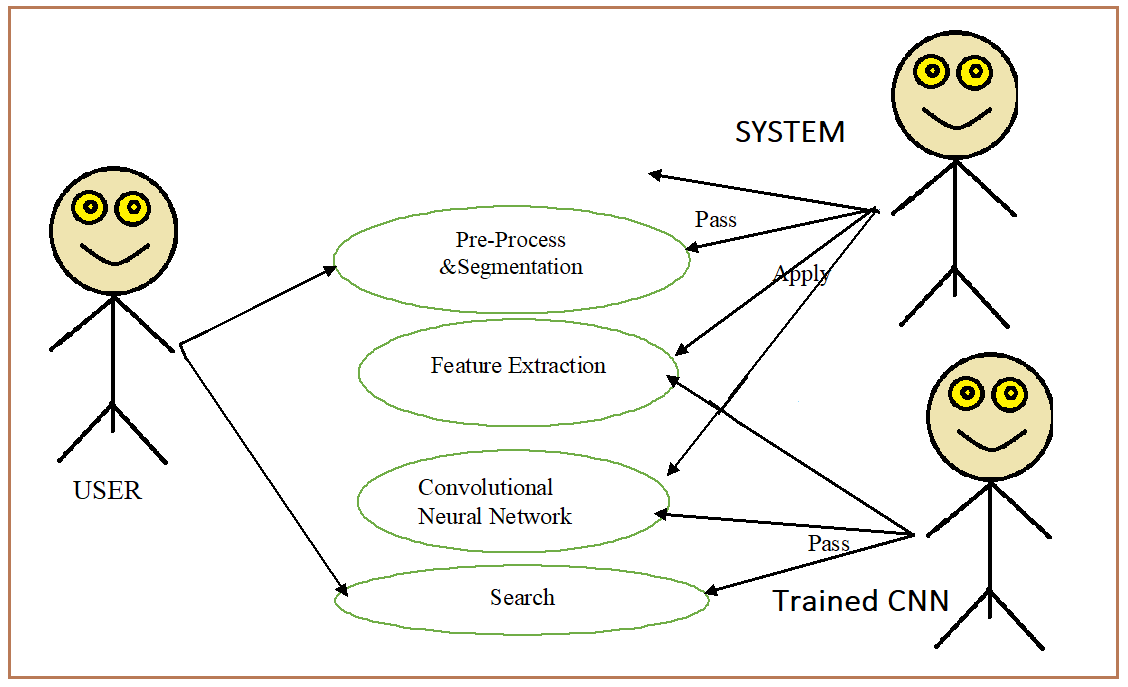 SYSTEM
Pass
Pre-Process
&Segmentation
Apply
Feature Extraction
USER
Convolutional
Neural Network
Pass
Search
Trained CNN